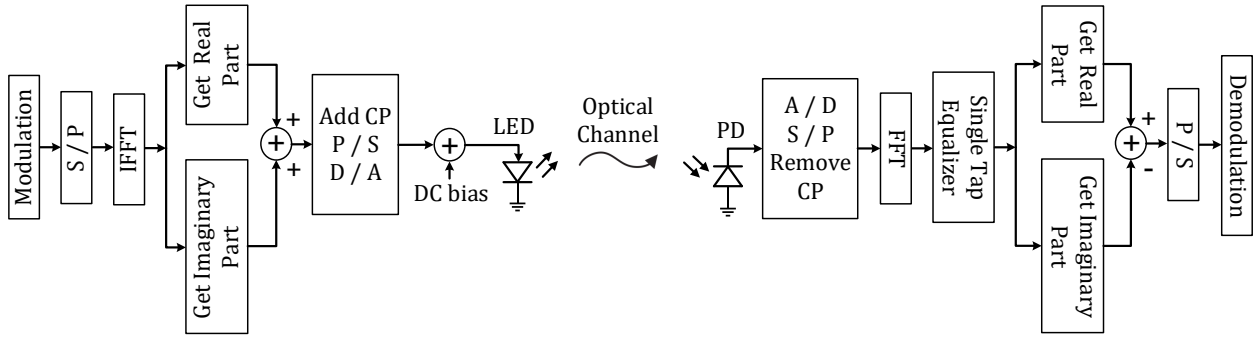 Modulation
S / P
IFFT
Get Real
Part
Get Imaginary
Part
+
+
Add CP
P / S
D / A
DC bias
LED
Optical
Channel
PD
A / D
S / P
Remove
CP
FFT
Single Tap
Equalizer
Get Real
Part
Get Imaginary
Part
+
-
P / S
Demodulation